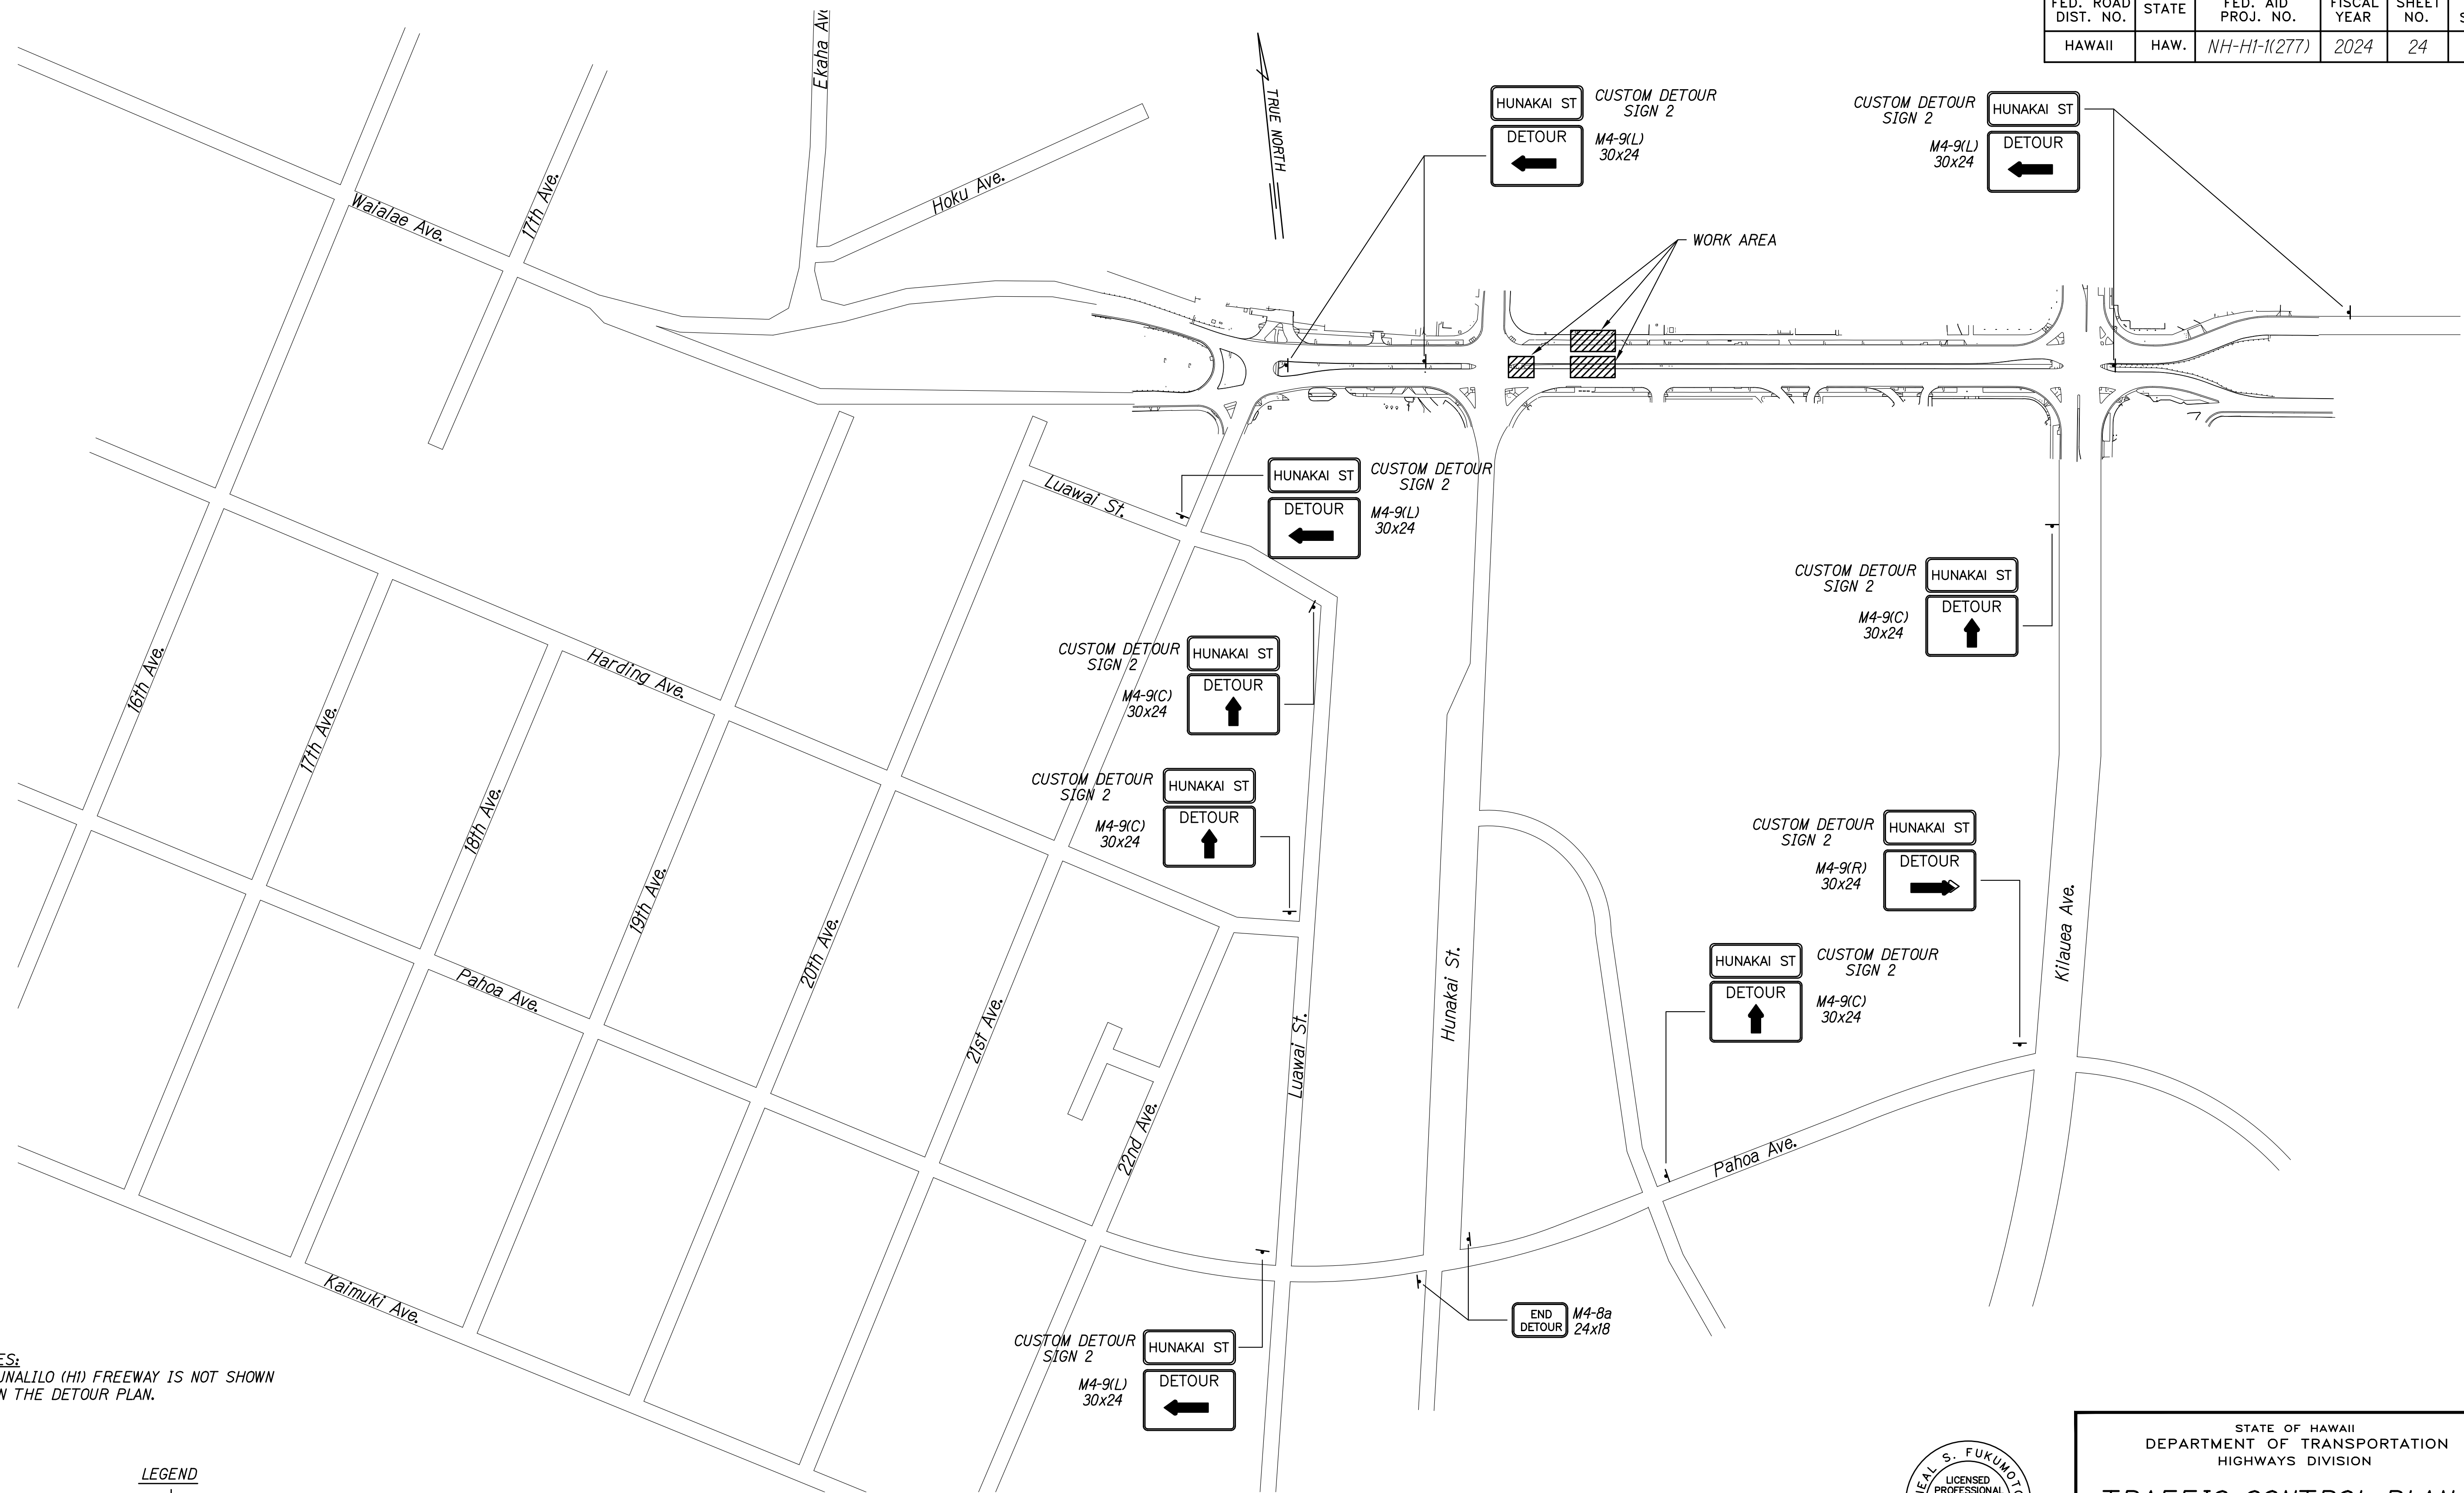 FED. ROAD DIST. NO.
STATE
FED. AID PROJ. NO.
FISCAL YEAR
SHEET NO.
HAWAII
HAW.
NH-H1-1(277)
2024
24
Ekaha Ave
17th Ave.
Waialae Ave.
Hoku Ave.
TRUE NORTH
HUNAKAI ST
CUSTOM DETOUR
SIGN 2
DETOUR
M4-9(L)
30x24
CUSTOM DETOUR
SIGN 2
HUNAKAI ST
M4-9(L)
30x24
DETOUR
WORK AREA
HUNAKAI ST
CUSTOM DETOUR
SIGN 2
DETOUR
M4-9(L)
30x24
Luawai St.
CUSTOM DETOUR
SIGN 2
HUNAKAI ST
M4-9(C)
30x24
DETOUR
CUSTOM DETOUR
SIGN 2
HUNAKAI ST
M4-9(C)
30x24
DETOUR
16th Ave.
Harding Ave.
17th Ave.
CUSTOM DETOUR
SIGN 2
HUNAKAI ST
M4-9(C)
30x24
DETOUR
CUSTOM DETOUR
SIGN 2
HUNAKAI ST
M4-9(R)
30x24
DETOUR
18th Ave.
19th Ave.
20th Ave.
Pahoa Ave.
21st Ave.
Luawai St.
Hunakai St.
Kilauea Ave.
HUNAKAI ST
CUSTOM DETOUR
SIGN 2
DETOUR
M4-9(C)
30x24
22nd Ave.
Pahoa Ave.
Kaimuki Ave.
END
DETOUR
M4-8a
24x18
CUSTOM DETOUR
SIGN 2
HUNAKAI ST
M4-9(L)
30x24
DETOUR
ES:
UNALILO (H1) FREEWAY IS NOT SHOWN
N THE DETOUR PLAN.
LEGEND
EAL S. FUKUMOTO
LICENSED
PROFESSIONAL
STATE OF HAWAII
DEPARTMENT OF TRANSPORTATION
HIGHWAYS DIVISION
TRAFFIC CONTROL PLAN